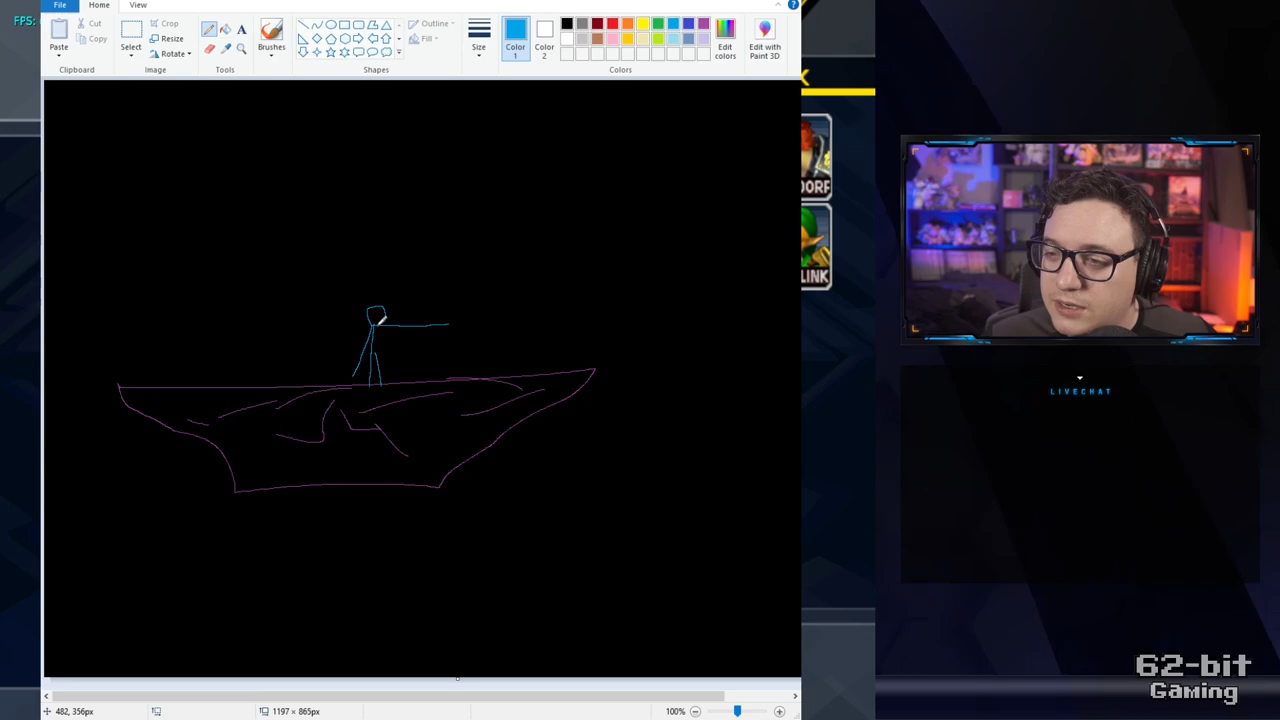 FPS:
File
Home
View
Paste
Cut
Copy
Clipboard
Select
Crop
Resize
Rotate
Image
A
Tools
Brushes
Outline
Fill
Shapes
Size
Color
1
Color
2
Colors
Edit
colors
Edit with
Paint 3D
K
DORF
LINK
LIVECHAT
62-bit
Gaming
482, 356px
1197 × 865px
100%